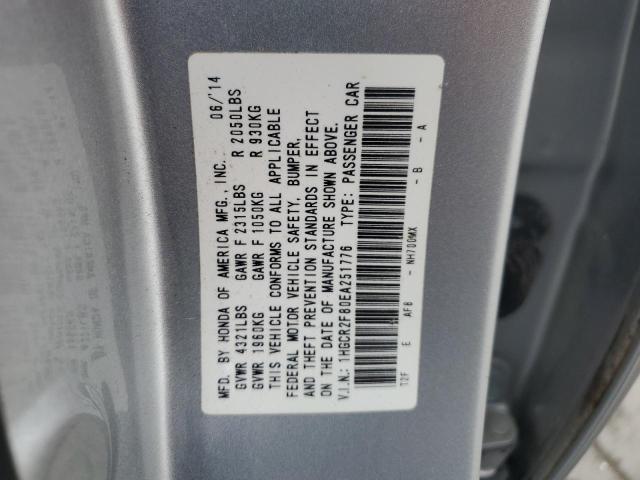 MFD. BY HONDA OF AMERICA MFG., INC. 06/'14
GVWR 4321LBS GAWR F 2315LBS R 2050LBS
GVWR 1960KG GAWR F 1050KG R 930KG
THIS VEHICLE CONFORMS TO ALL APPLICABLE
FEDERAL MOTOR VEHICLE SAFETY, BUMPER,
AND THEFT PREVENTION STANDARDS IN EFFECT
ON THE DATE OF MANUFACTURE SHOWN ABOVE.
V.I.N.: 1HGCR2F80EA251776 TYPE: PASSENGER CAR
T2F E AF8 - NH700MX - B - A